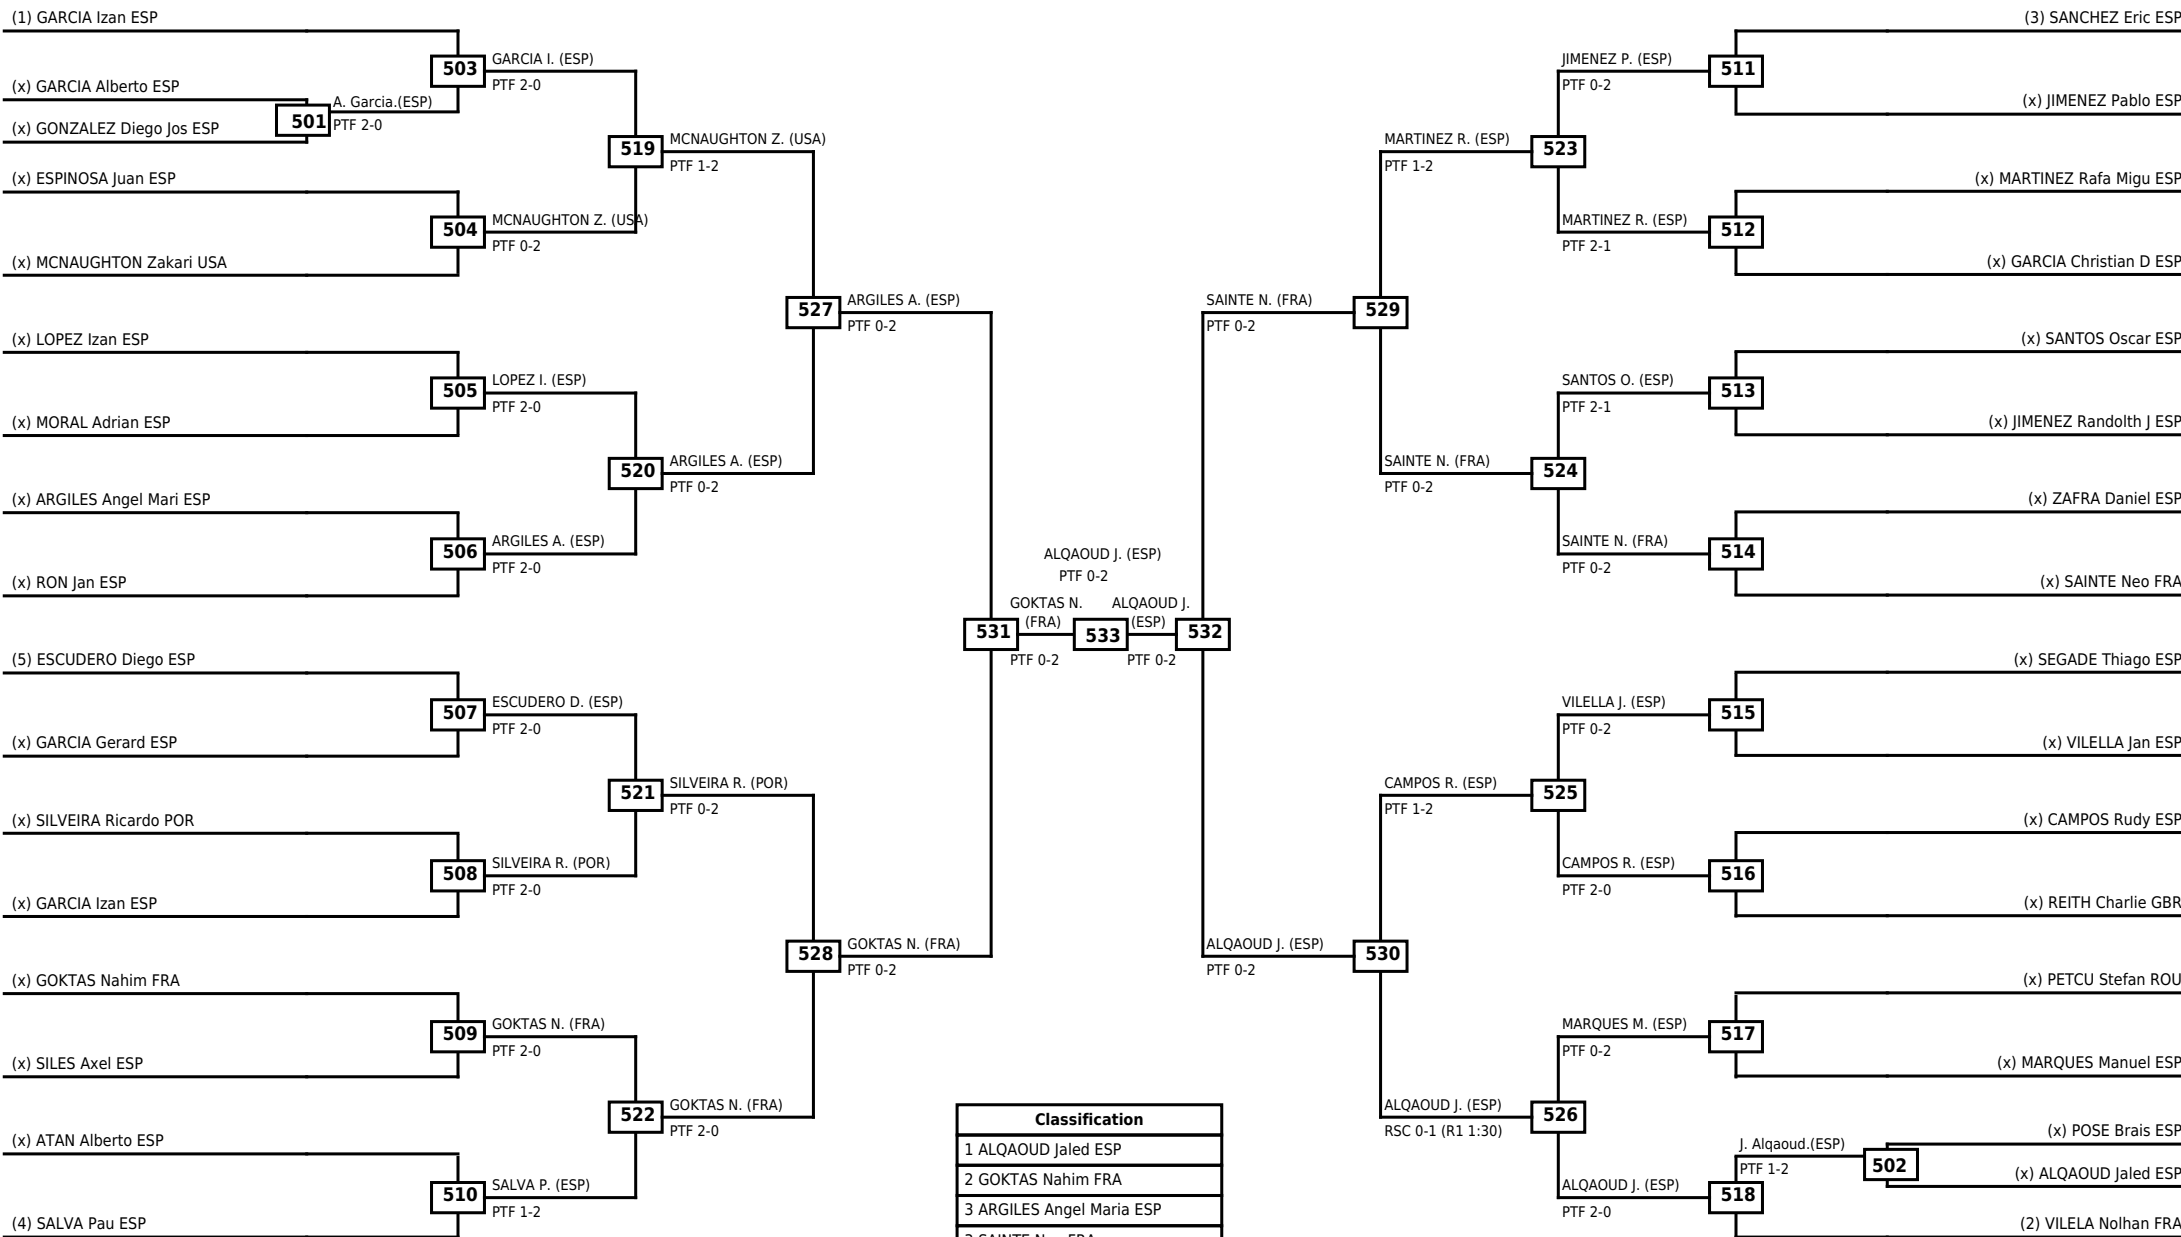 (1) GARCIA Izan ESP
(x) GARCIA Alberto ESP
(x) GONZALEZ Diego Jos ESP
(x) ESPINOSA Juan ESP
(x) MCNAUGHTON Zakari USA
(x) LOPEZ Izan ESP
(x) MORAL Adrian ESP
(x) ARGILES Angel Mari ESP
(x) RON Jan ESP
(5) ESCUDERO Diego ESP
(x) GARCIA Gerard ESP
(x) SILVEIRA Ricardo POR
(x) GARCIA Izan ESP
(x) GOKTAS Nahim FRA
(x) SILES Axel ESP
(x) ATAN Alberto ESP
(4) SALVA Pau ESP
501
A. Garcia.(ESP)
PTF 2-0
503
GARCIA I. (ESP)
PTF 2-0
504
MCNAUGHTON Z. (USA)
PTF 0-2
505
LOPEZ I. (ESP)
PTF 2-0
506
ARGILES A. (ESP)
PTF 2-0
507
ESCUDERO D. (ESP)
PTF 2-0
508
SILVEIRA R. (POR)
PTF 2-0
509
GOKTAS N. (FRA)
PTF 2-0
510
SALVA P. (ESP)
PTF 1-2
519
MCNAUGHTON Z. (USA)
PTF 1-2
520
ARGILES A. (ESP)
PTF 0-2
521
SILVEIRA R. (POR)
PTF 0-2
522
GOKTAS N. (FRA)
PTF 2-0
527
ARGILES A. (ESP)
PTF 0-2
528
GOKTAS N. (FRA)
PTF 0-2
531
GOKTAS N.
(FRA)
PTF 0-2
ALQAOUD J. (ESP)
PTF 0-2
533
ALQAOUD J.
(ESP)
PTF 0-2
532
SAINTE N. (FRA)
PTF 0-2
529
ALQAOUD J. (ESP)
PTF 0-2
530
MARTINEZ R. (ESP)
PTF 1-2
523
SAINTE N. (FRA)
PTF 0-2
524
CAMPOS R. (ESP)
PTF 1-2
525
ALQAOUD J. (ESP)
RSC 0-1 (R1 1:30)
526
JIMENEZ P. (ESP)
PTF 0-2
511
MARTINEZ R. (ESP)
PTF 2-1
512
SANTOS O. (ESP)
PTF 2-1
513
SAINTE N. (FRA)
PTF 0-2
514
VILELLA J. (ESP)
PTF 0-2
515
CAMPOS R. (ESP)
PTF 2-0
516
MARQUES M. (ESP)
PTF 0-2
517
ALQAOUD J. (ESP)
PTF 2-0
518
J. Alqaoud.(ESP)
PTF 1-2
502
(3) SANCHEZ Eric ESP
(x) JIMENEZ Pablo ESP
(x) MARTINEZ Rafa Migu ESP
(x) GARCIA Christian D ESP
(x) SANTOS Oscar ESP
(x) JIMENEZ Randolth J ESP
(x) ZAFRA Daniel ESP
(x) SAINTE Neo FRA
(x) SEGADE Thiago ESP
(x) VILELLA Jan ESP
(x) CAMPOS Rudy ESP
(x) REITH Charlie GBR
(x) PETCU Stefan ROU
(x) MARQUES Manuel ESP
(x) POSE Brais ESP
(x) ALQAOUD Jaled ESP
(2) VILELA Nolhan FRA
Classification
1 ALQAOUD Jaled ESP
2 GOKTAS Nahim FRA
3 ARGILES Angel Maria ESP